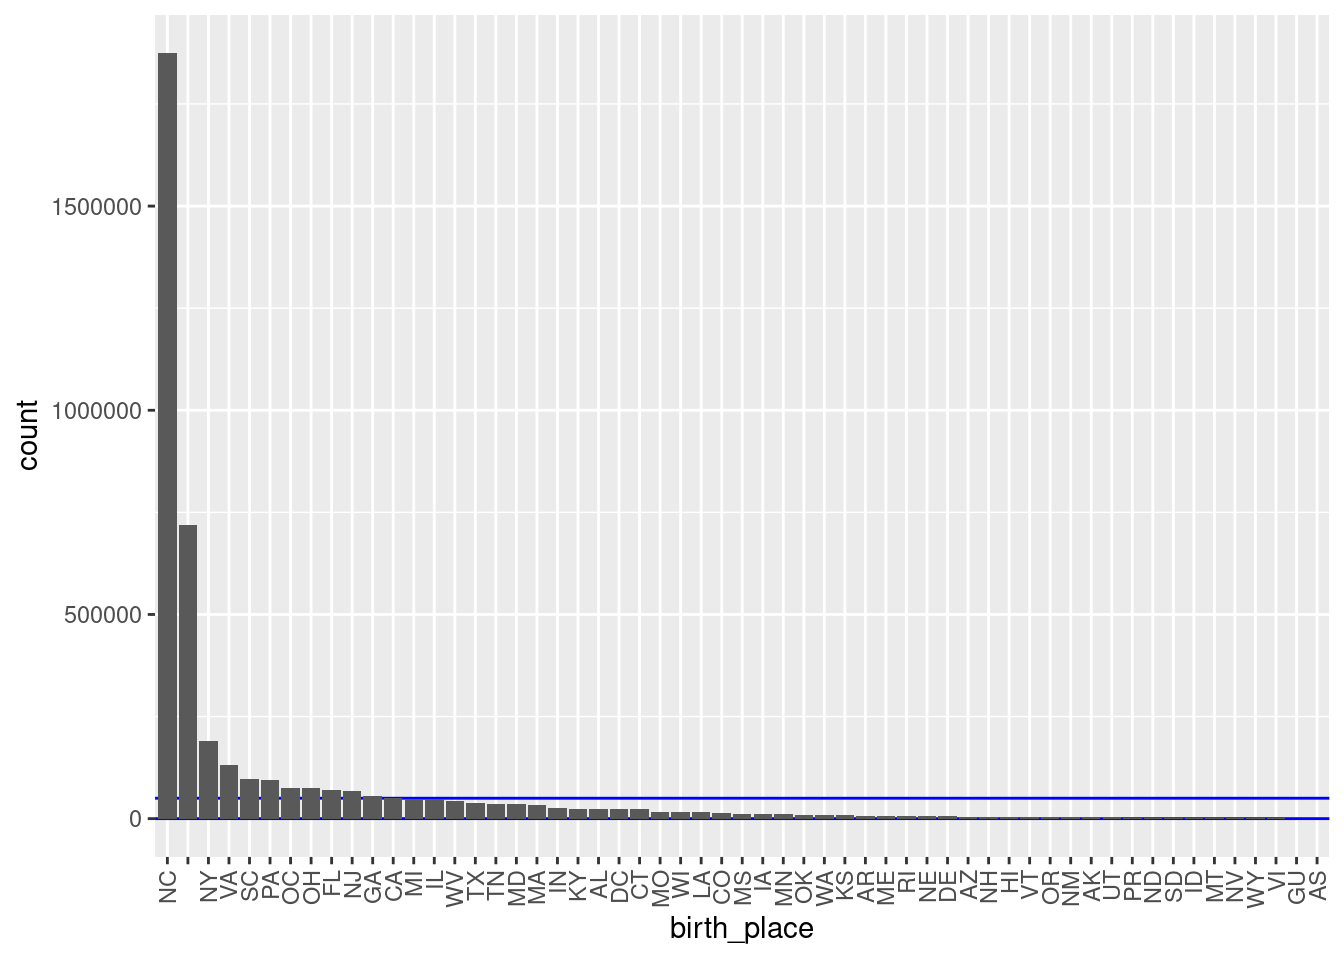 count
1500000
1000000
500000
0
NC NY VA SC PA OC OH FL NJ GA CA MI IL WV TX TN MD MA IN KY AL DC CT MO WI LA CO MS IA MN OK WA KS AR ME RI NE DE AZ NH HI VT OR NM AK UT PR ND SD ID MT NV WY VI GU AS
birth_place